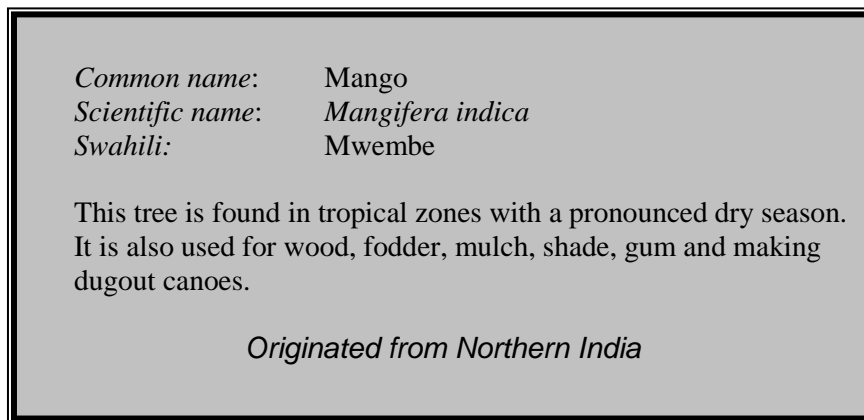 Common name: Mango
Scientific name: Mangifera indica
Swahili: Mwembe
This tree is found in tropical zones with a pronounced dry season.
It is also used for wood, fodder, mulch, shade, gum and making
dugout canoes.
Originated from Northern India